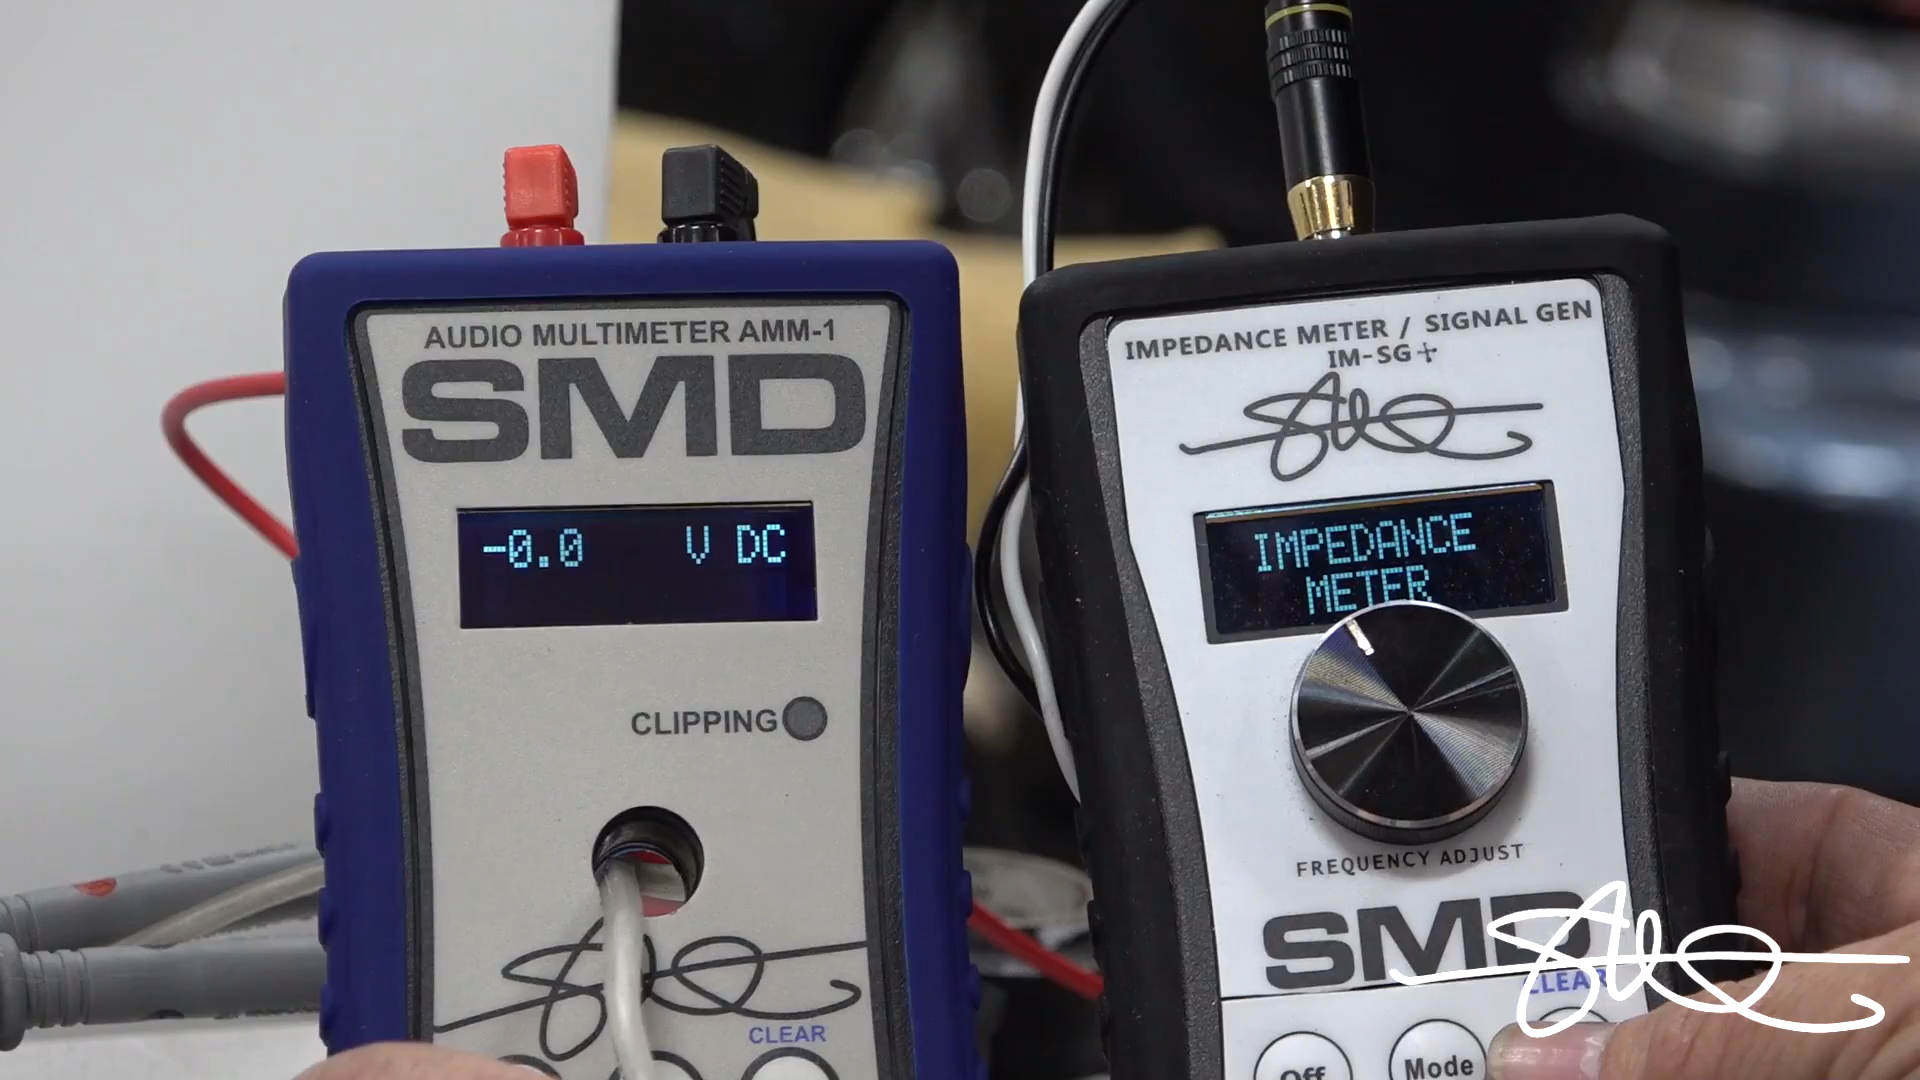 AUDIO MULTIMETER AMM-1
SMD
-0.0 V DC
CLIPPING
CLEAR
IMPEDANCE METER / SIGNAL GEN
IM-SG+
IMPEDANCE
METER
FREQUENCY ADJUST
SMD
CLEAR
Off
Mode